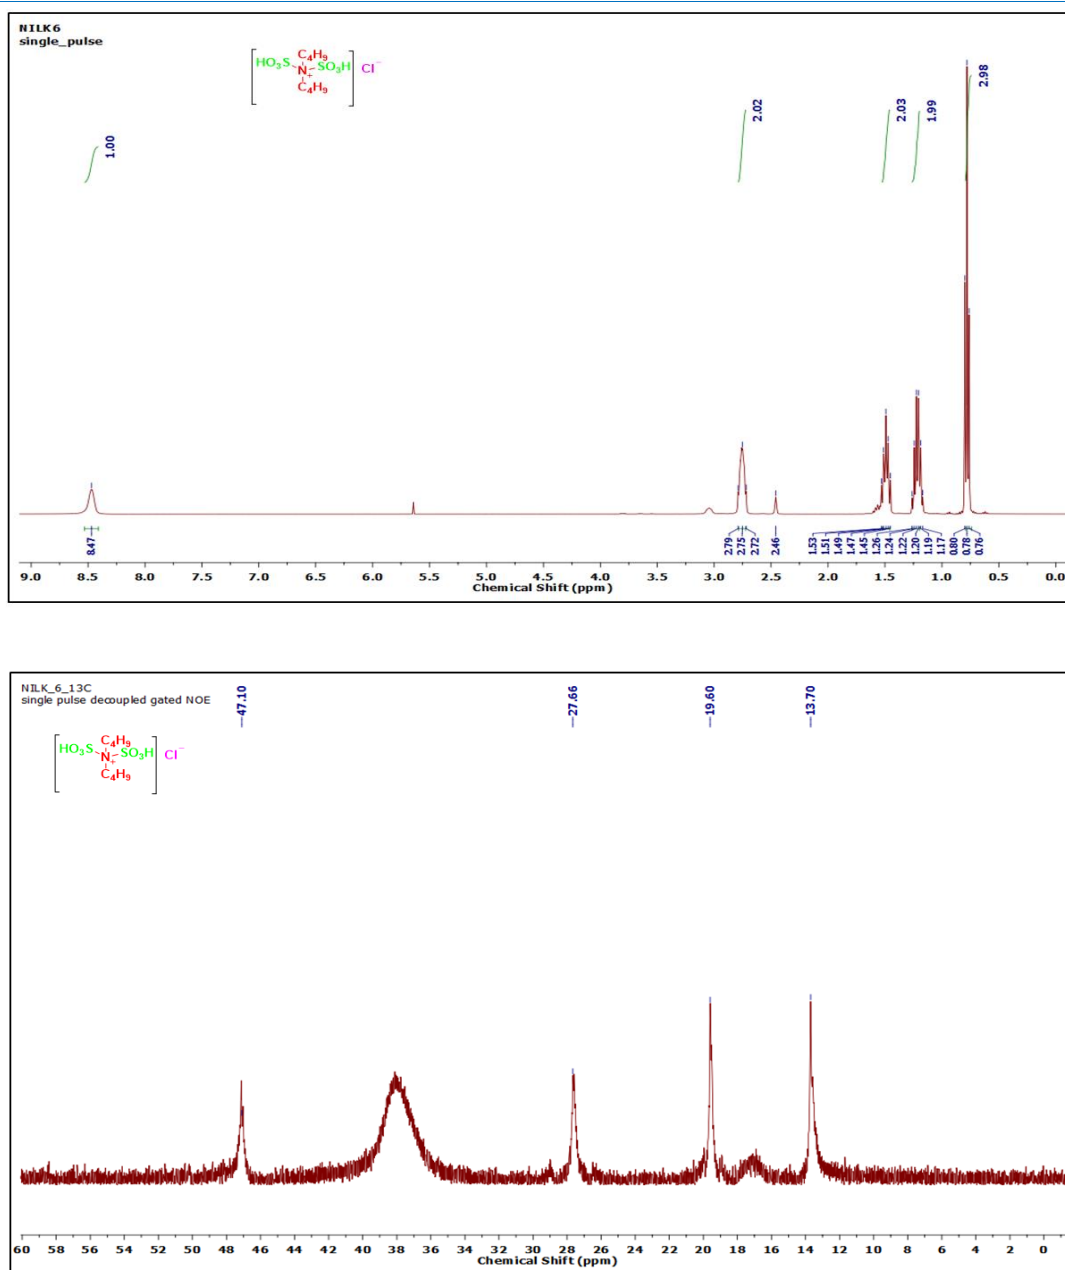 NILK6
single_pulse
C4H9
HO3S N+ SO3H Cl−
C4H9
1.00
2.02
2.03
1.99
2.98
8.47 2.79 2.75 2.72 2.46 1.53 1.51 1.49 1.47 1.45 1.26 1.24 1.22 1.20 1.19 1.17 0.80 0.78 0.76
9.0 8.5 8.0 7.5 7.0 6.5 6.0 5.5 5.0 4.5 4.0 3.5 3.0 2.5 2.0 1.5 1.0 0.5 0.0
Chemical Shift (ppm)
NILK_6_13C
single pulse decoupled gated NOE
47.10 27.66 19.60 13.70
C4H9
HO3S N+ SO3H Cl−
C4H9
60 58 56 54 52 50 48 46 44 42 40 38 36 34 32 30 28 26 24 22 20 18 16 14 12 10 8 6 4 2 0
Chemical Shift (ppm)